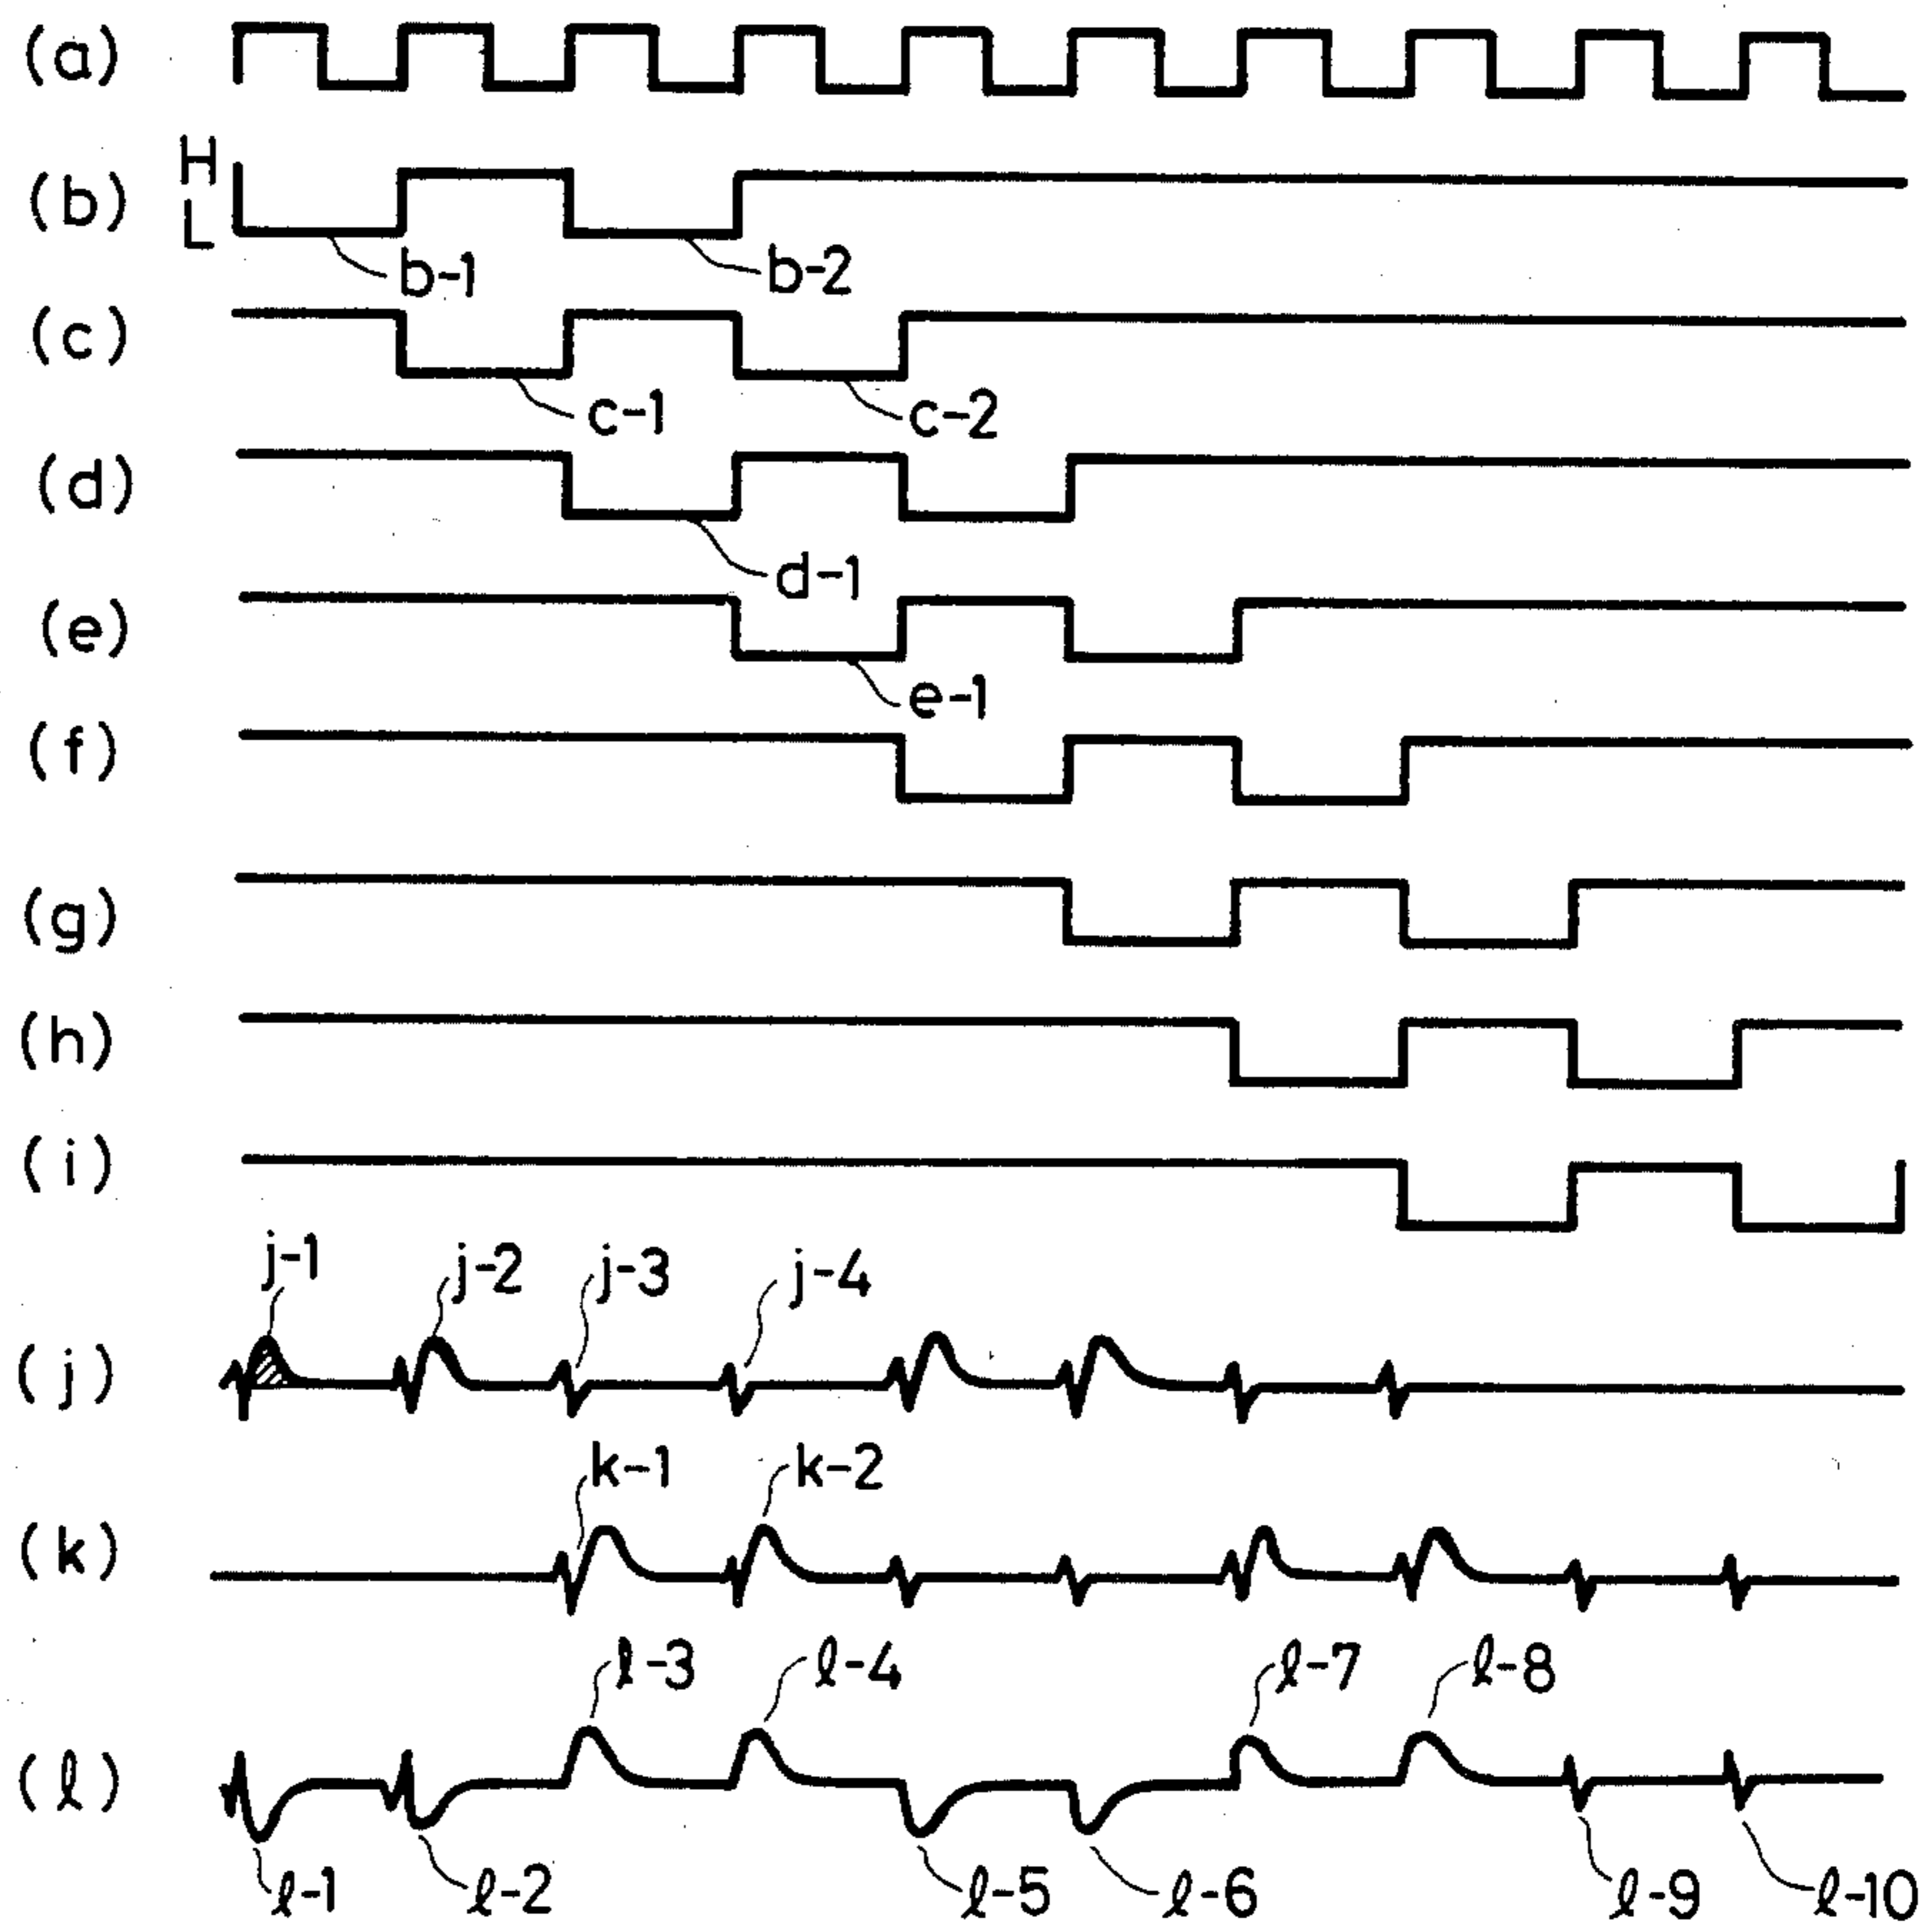 (a)
H
(b)
L
b-1 b-2
(c)
c-1 c-2
(d)
d-1
(e)
e-1
(f)
(g)
(h)
(i)
j-1 j-2 j-3 j-4
(j)
k-1 k-2
(k)
ℓ-3 ℓ-4 ℓ-7 ℓ-8
(ℓ)
ℓ-1 ℓ-2 ℓ-5 ℓ-6 ℓ-9 ℓ-10